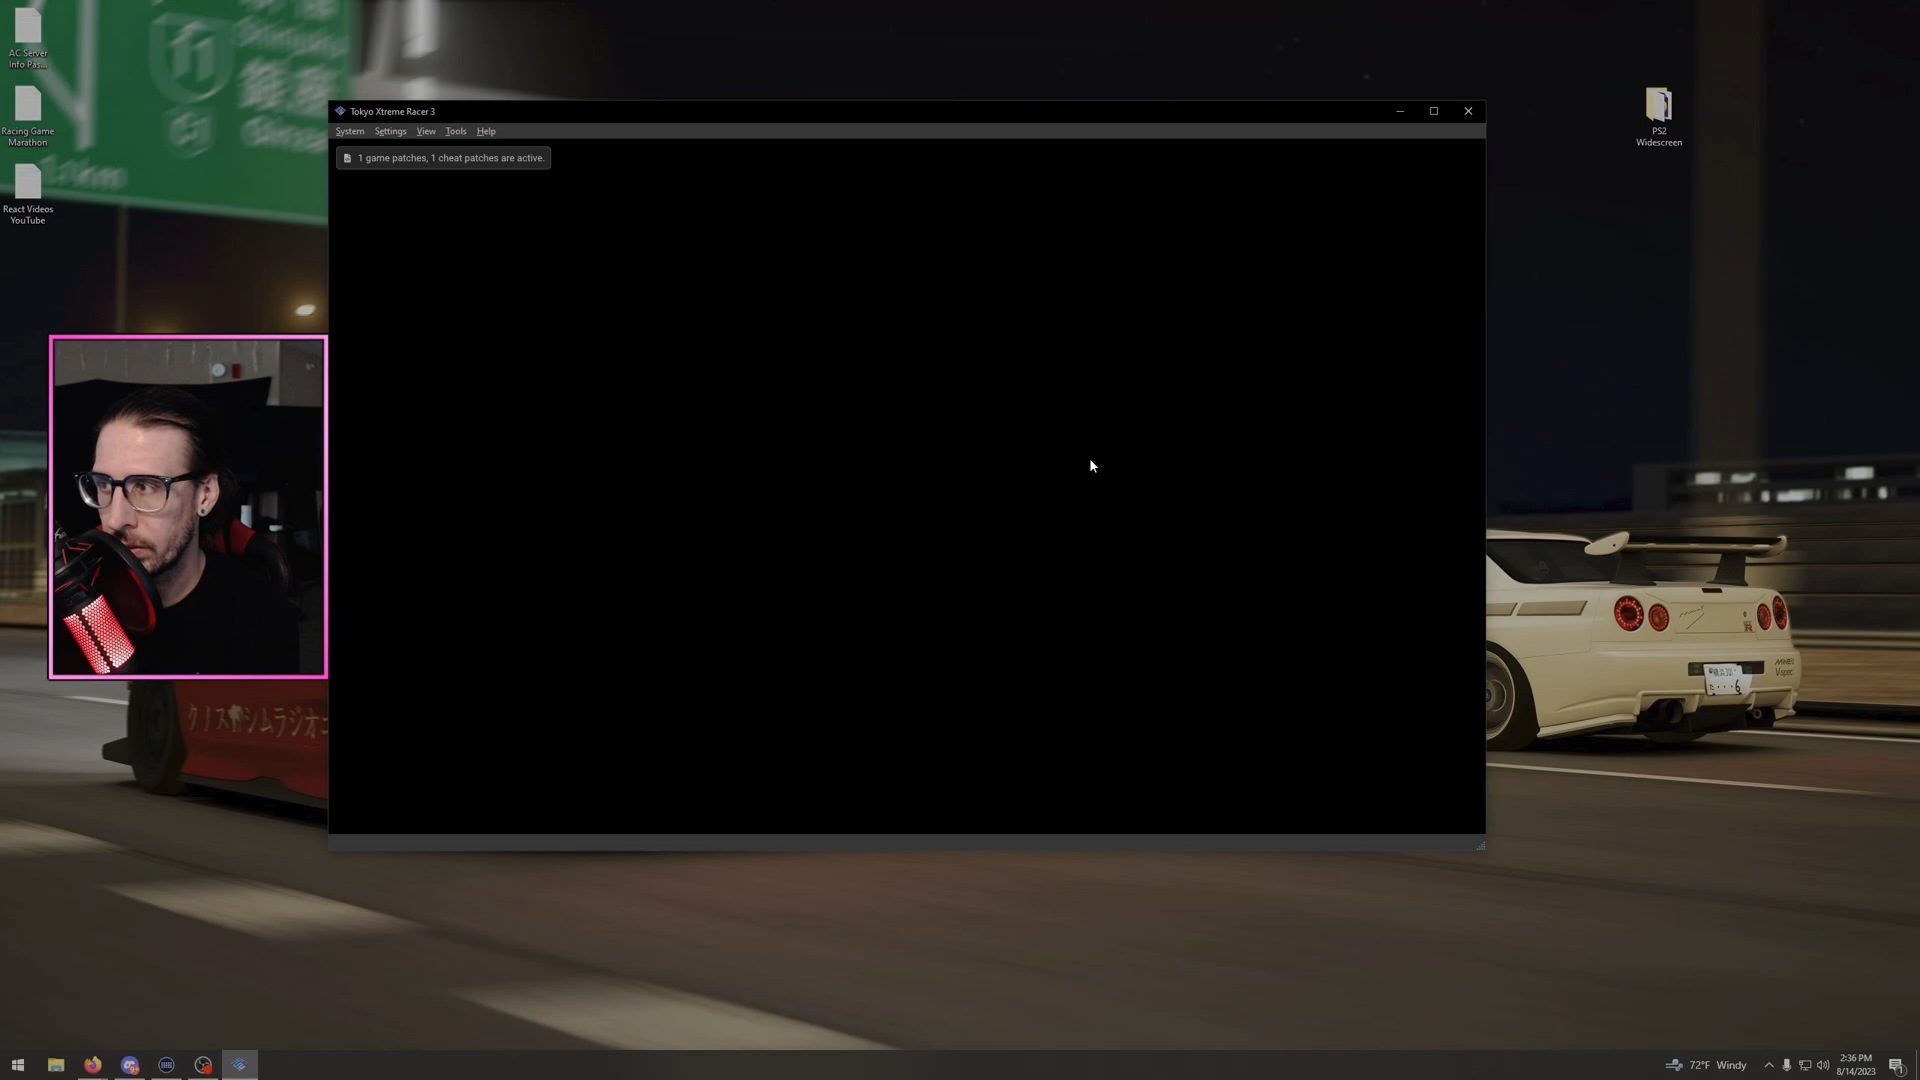 AC Server
Info Pas...
Racing Game
Marathon
React Videos
YouTube
Tokyo Xtreme Racer 3
System Settings View Tools Help
1 game patches, 1 cheat patches are active.
PS2
Widescreen
72°F Windy
2:36 PM
8/14/2023